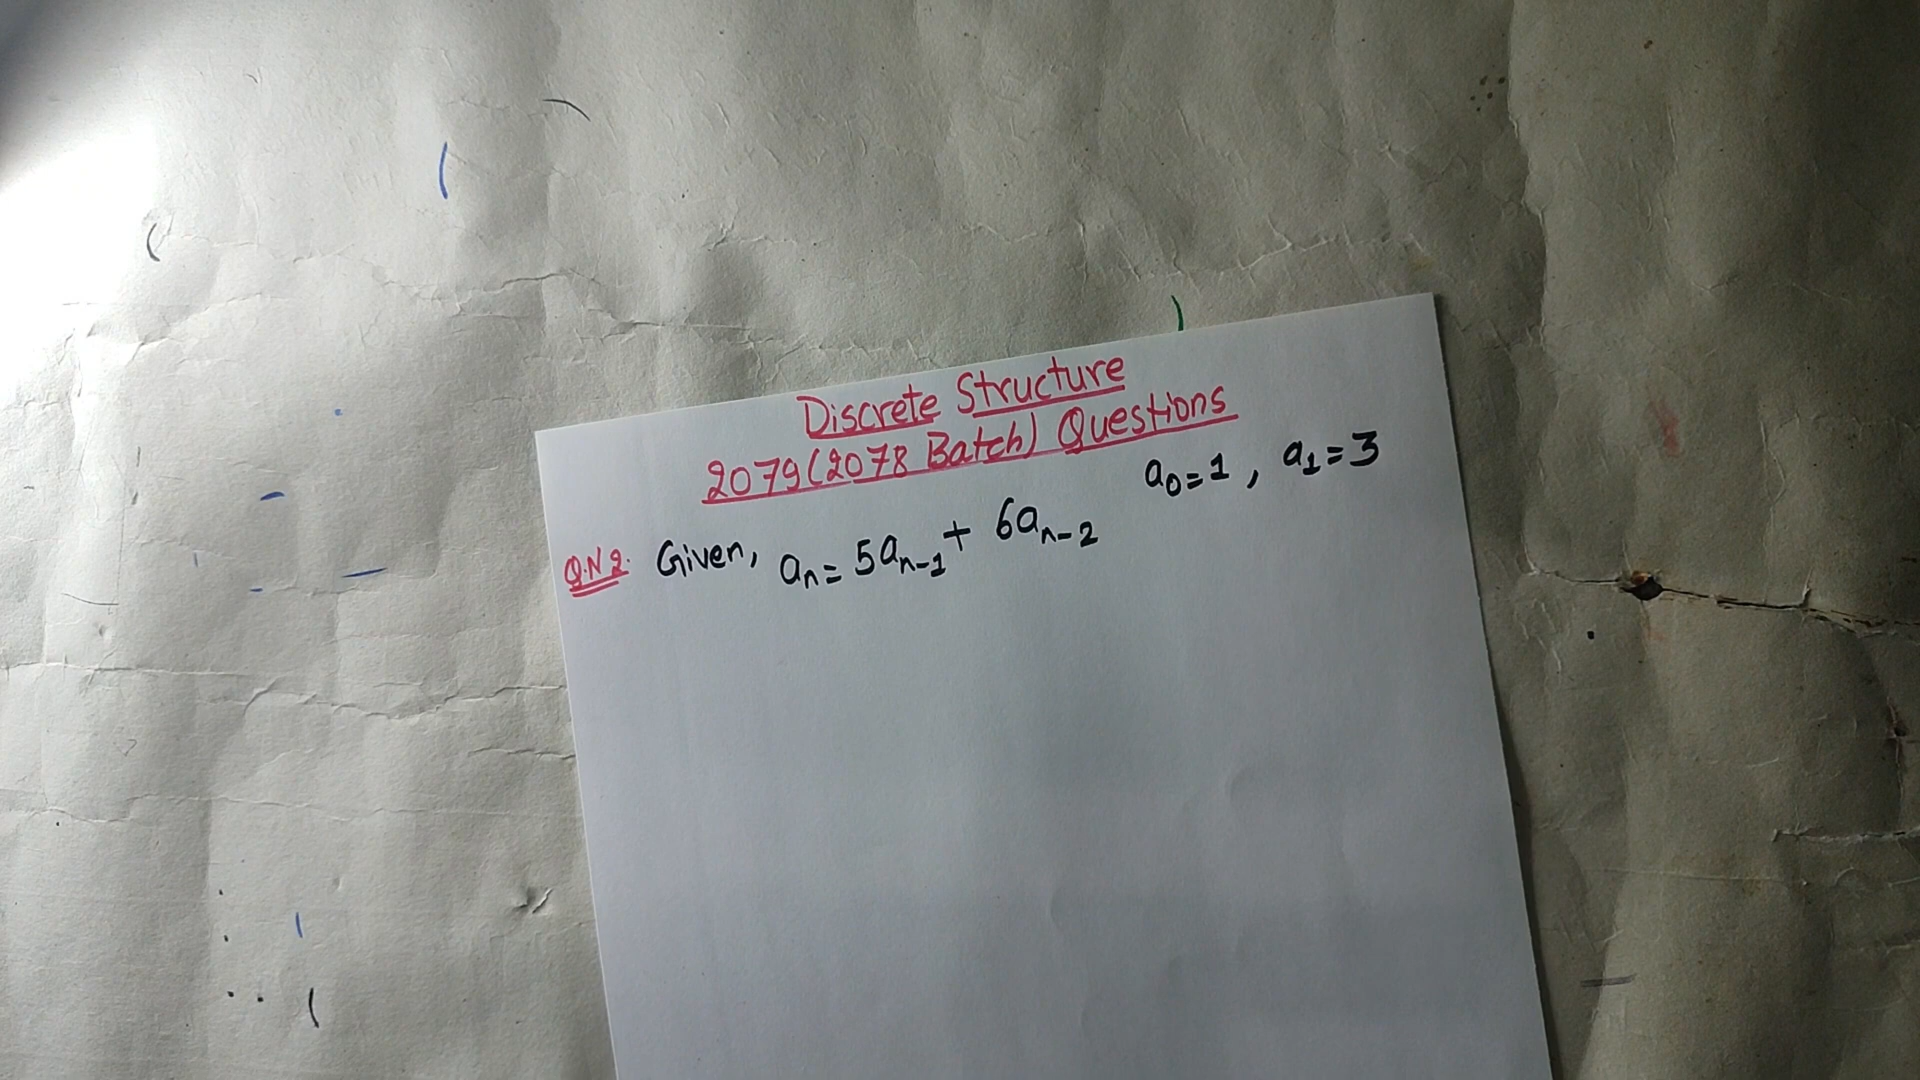 Discrete Structure
2079(2078 Batch) Questions
Q.N 2. Given, aₙ = 5aₙ₋₁ + 6aₙ₋₂ a₀=1, a₁=3